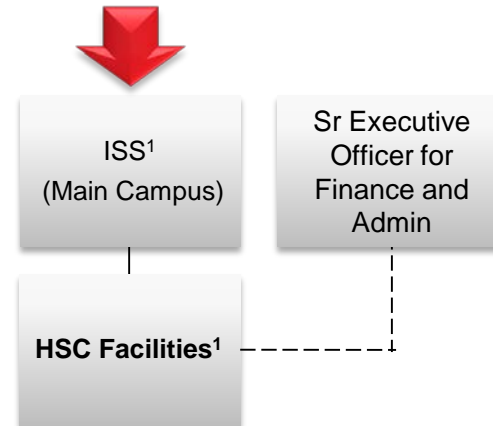 ISS¹
(Main Campus)
Sr Executive
Officer for
Finance and
Admin
HSC Facilities¹